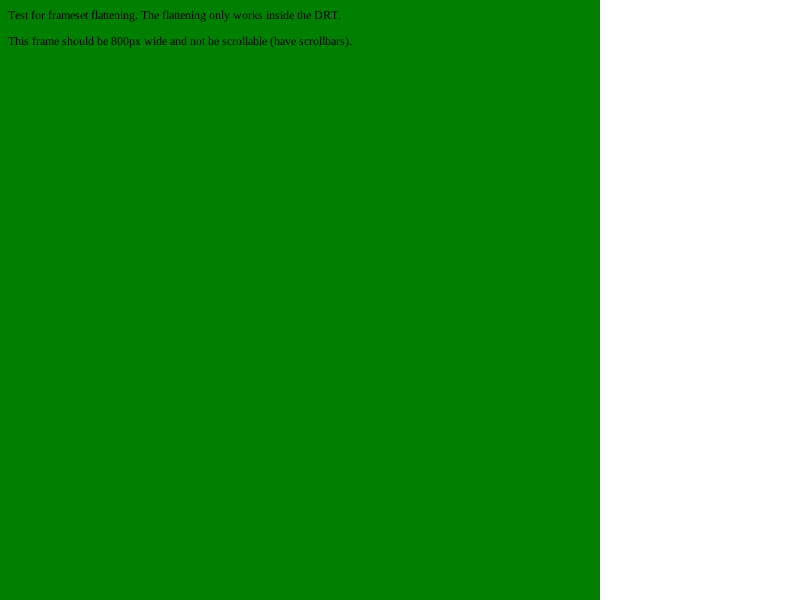 Test for frameset flattening. The flattening only works inside the DRT.
This frame should be 800px wide and not be scrollable (have scrollbars).